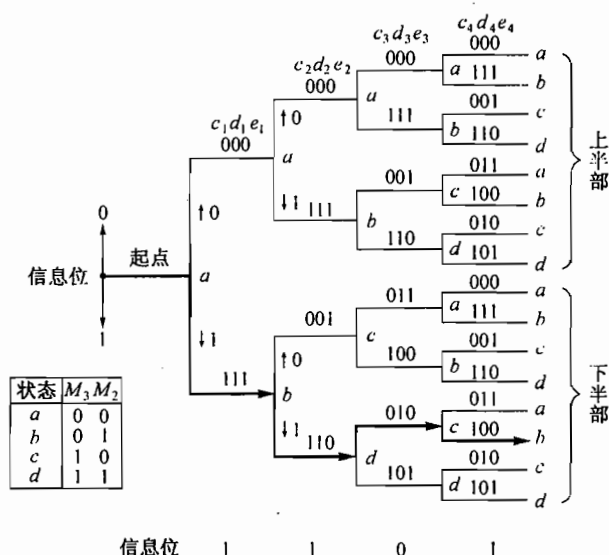 c₄d₄e₄
c₃d₃e₃
000 a
000
a 111 b
c₂d₂e₂
000
a
001 c
↑0
111
b 110 d
c₁d₁e₁
000
a
上半部
011 a
001
c 100 b
↓1 111
b
010 c
0
↑0
110
d 101 d
起点
信息位
a
000 a
011
a 111 b
001
c
001 c
1
↓1
↑0
100
b 110 d
下半部
111
b
011 a
状态 M₃ M₂
010
c 100 b
a 0 0
↓1 110
b 0 1
d
010 c
c 1 0
101
d 101 d
d 1 1
信息位 1 1 0 1